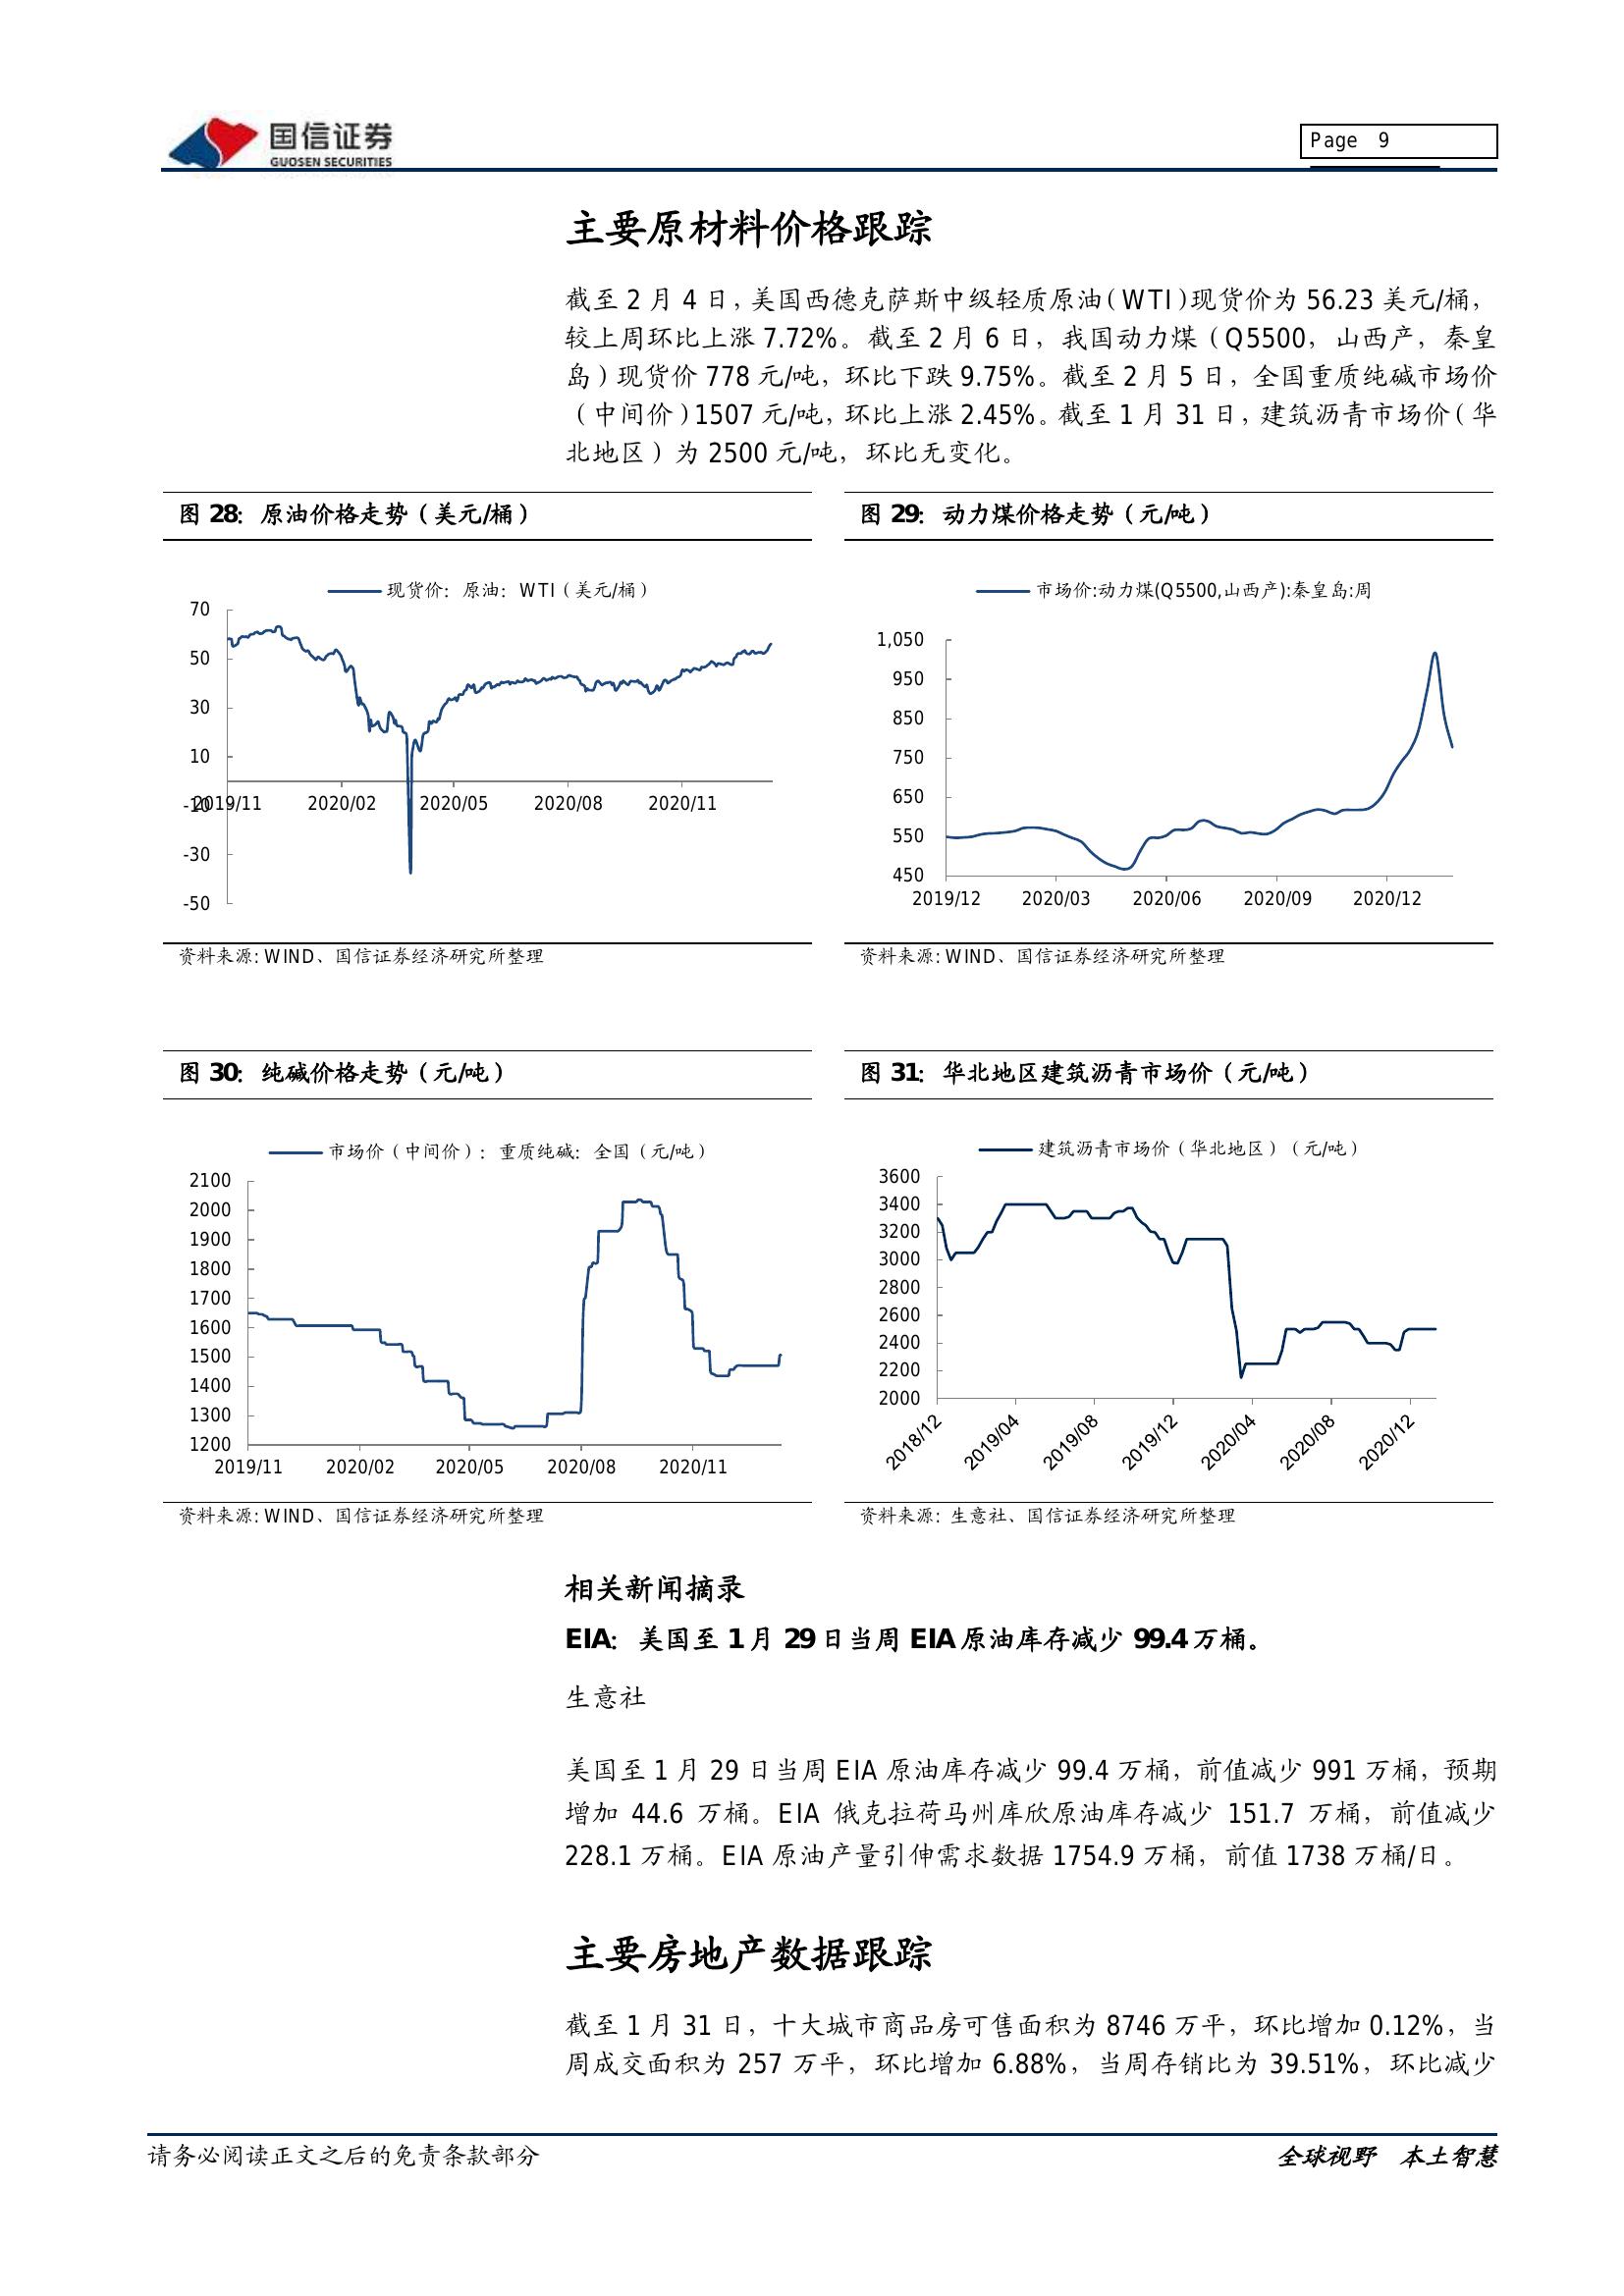 国信证券
GUOSEN SECURITIES
Page 9
主要原材料价格跟踪
截至 2 月 4 日，美国西德克萨斯中级轻质原油（WTI）现货价为 56.23 美元/桶，
较上周环比上涨 7.72%。截至 2 月 6 日，我国动力煤（Q5500，山西产，秦皇
岛）现货价 778 元/吨，环比下跌 9.75%。截至 2 月 5 日，全国重质纯碱市场价
（中间价）1507 元/吨，环比上涨 2.45%。截至 1 月 31 日，建筑沥青市场价（华
北地区）为 2500 元/吨，环比无变化。
图 28：原油价格走势（美元/桶）
现货价：原油：WTI（美元/桶）
70
50
30
10
-10
-30
-50
2019/11 2020/02 2020/05 2020/08 2020/11
资料来源: WIND、国信证券经济研究所整理
图 29：动力煤价格走势（元/吨）
市场价:动力煤(Q5500,山西产):秦皇岛:周
1,050
950
850
750
650
550
450
2019/12 2020/03 2020/06 2020/09 2020/12
资料来源: WIND、国信证券经济研究所整理
图 30：纯碱价格走势（元/吨）
市场价（中间价）：重质纯碱：全国（元/吨）
2100
2000
1900
1800
1700
1600
1500
1400
1300
1200
2019/11 2020/02 2020/05 2020/08 2020/11
资料来源: WIND、国信证券经济研究所整理
图 31：华北地区建筑沥青市场价（元/吨）
建筑沥青市场价（华北地区）（元/吨）
3600
3400
3200
3000
2800
2600
2400
2200
2000
2018/12 2019/04 2019/08 2019/12 2020/04 2020/08 2020/12
资料来源: 生意社、国信证券经济研究所整理
相关新闻摘录
EIA：美国至 1 月 29 日当周 EIA 原油库存减少 99.4 万桶。
生意社
美国至 1 月 29 日当周 EIA 原油库存减少 99.4 万桶，前值减少 991 万桶，预期
增加 44.6 万桶。EIA 俄克拉荷马州库欣原油库存减少 151.7 万桶，前值减少
228.1 万桶。EIA 原油产量引伸需求数据 1754.9 万桶，前值 1738 万桶/日。
主要房地产数据跟踪
截至 1 月 31 日，十大城市商品房可售面积为 8746 万平，环比增加 0.12%，当
周成交面积为 257 万平，环比增加 6.88%，当周存销比为 39.51%，环比减少
请务必阅读正文之后的免责条款部分
全球视野 本土智慧